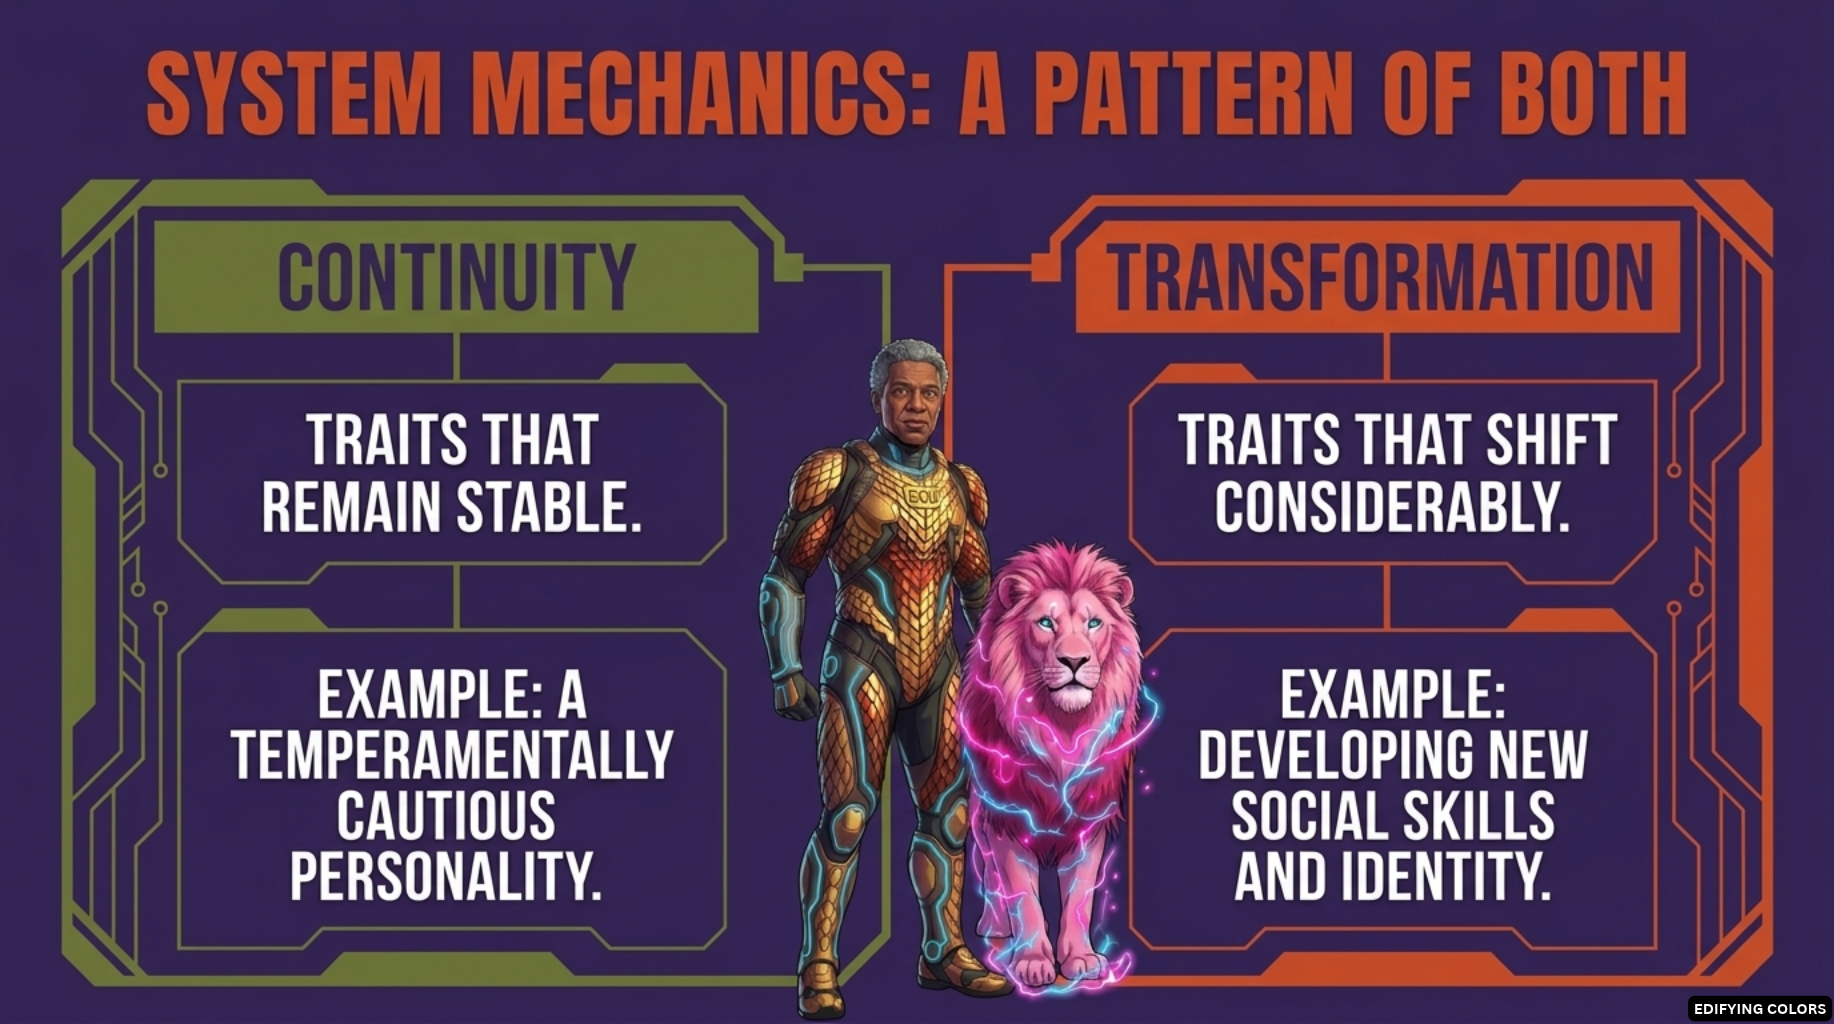 SYSTEM MECHANICS: A PATTERN OF BOTH
CONTINUITY
TRAITS THAT
REMAIN STABLE.
EXAMPLE: A
TEMPERAMENTALLY
CAUTIOUS
PERSONALITY.
TRANSFORMATION
TRAITS THAT SHIFT
CONSIDERABLY.
EXAMPLE:
DEVELOPING NEW
SOCIAL SKILLS
AND IDENTITY.
EDIFYING COLORS